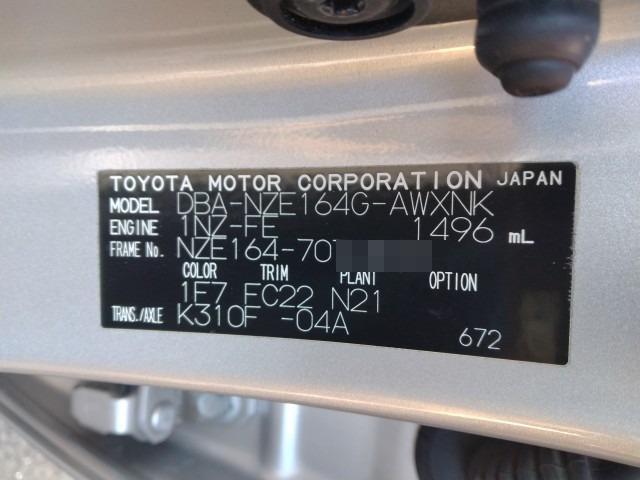 TOYOTA MOTOR CORPORATION JAPAN
MODEL DBA-NZE164G-AWXNK
ENGINE 1NZ-FE 1496 mL
FRAME No. NZE164-70
COLOR TRIM PLANT OPTION
1F7 FC22 N21
TRANS./AXLE K310F -04A
672